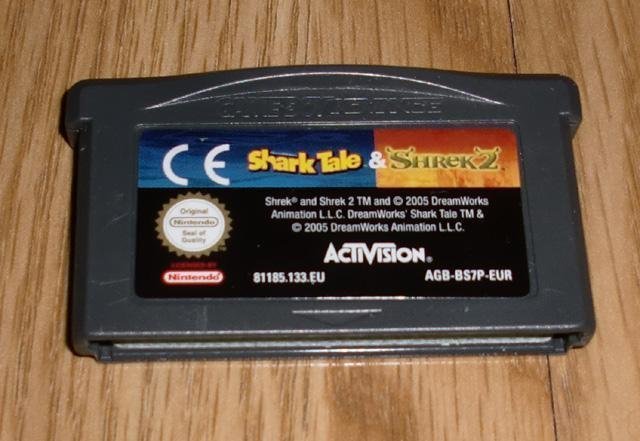 GAME BOY ADVANCE
CE Shark Tale & SHREK 2
Shrek® and Shrek 2 TM and © 2005 DreamWorks
Animation L.L.C. DreamWorks' Shark Tale TM &
© 2005 DreamWorks Animation L.L.C.
Original
Nintendo
Seal of
Quality
ACTIVISION®
LICENSED BY
Nintendo®
81185.133.EU
AGB-BS7P-EUR